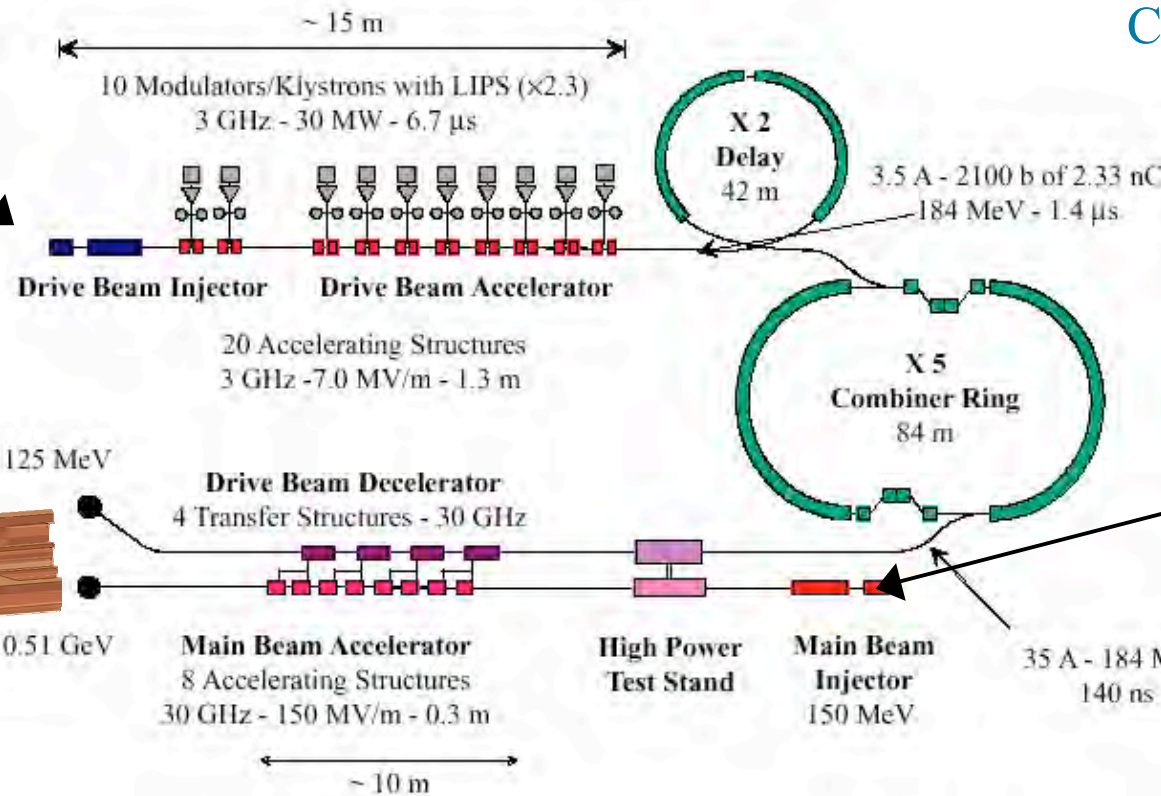 C
~ 15 m
10 Modulators/Klystrons with LIPS (×2.3)
3 GHz - 30 MW - 6.7 μs
X 2
Delay
42 m
3.5 A - 2100 b of 2.33 nC
184 MeV - 1.4 μs
Drive Beam Injector
Drive Beam Accelerator
20 Accelerating Structures
3 GHz -7.0 MV/m - 1.3 m
X 5
Combiner Ring
84 m
125 MeV
Drive Beam Decelerator
4 Transfer Structures - 30 GHz
0.51 GeV
Main Beam Accelerator
8 Accelerating Structures
30 GHz - 150 MV/m - 0.3 m
High Power
Test Stand
Main Beam
Injector
150 MeV
35 A - 184 M
140 ns
~ 10 m